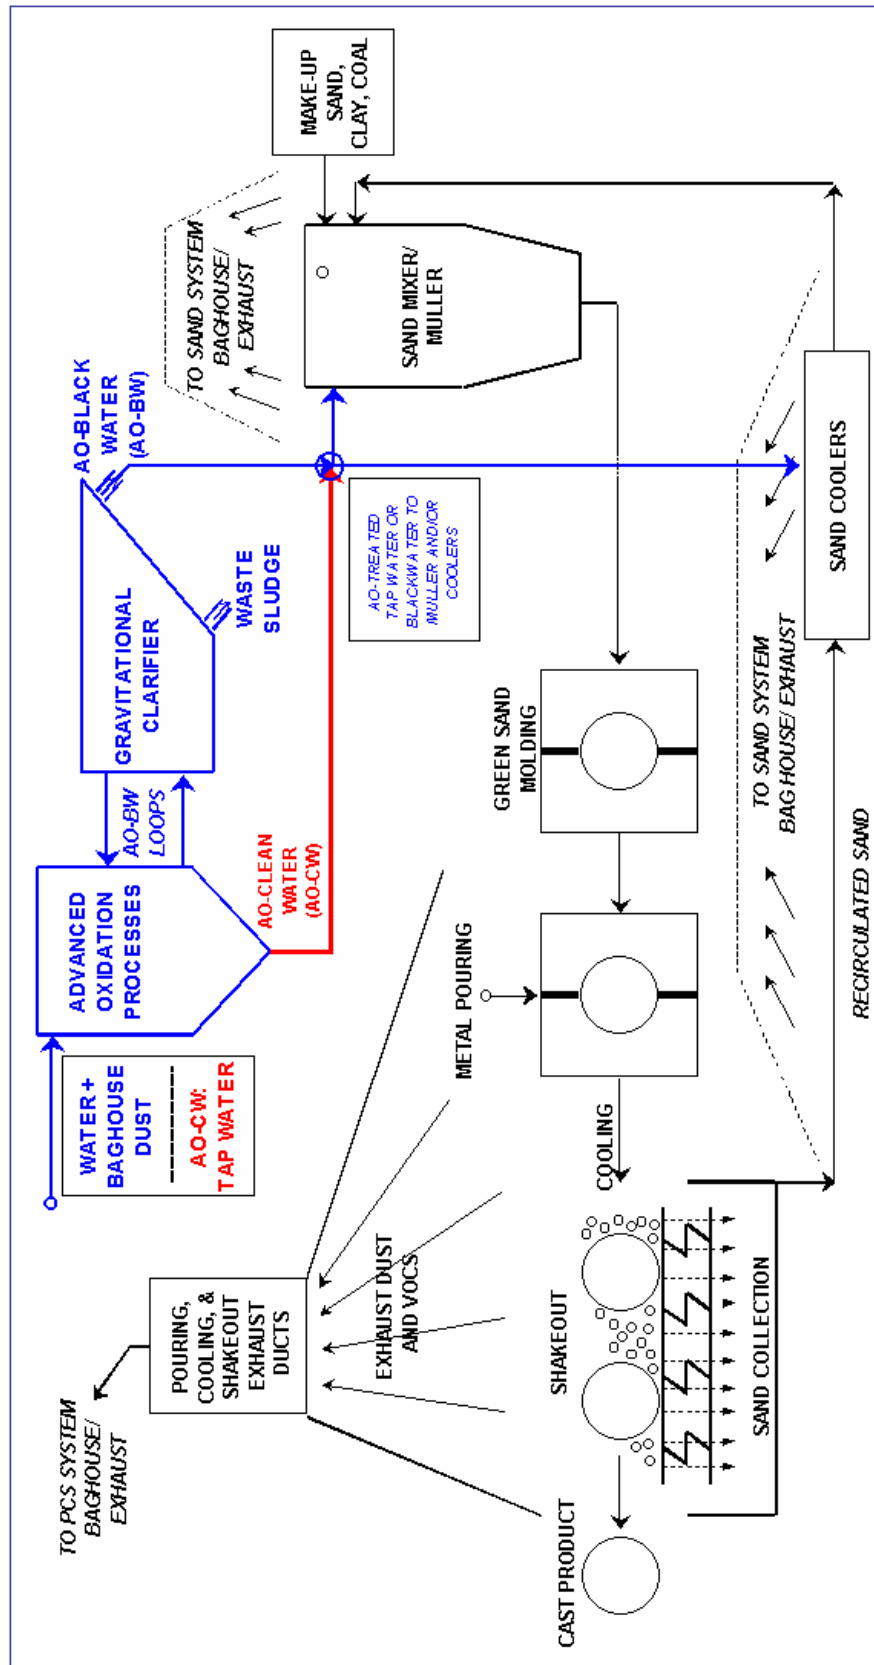 TO PCS SYSTEM
BAGHOUSE/
EXHAUST
POURING,
COOLING, &
SHAKEOUT
EXHAUST
DUCTS
EXHAUST DUST
AND VOCS
WATER +
BAGHOUSE
DUST
AO-CW:
TAP WATER
ADVANCED
OXIDATION
PROCESSES
AO-BW
LOOPS
GRAVITATIONAL
CLARIFIER
AO-BLACK
WATER
(AO-BW)
WASTE
SLUDGE
AO-CLEAN
WATER
(AO-CW)
AO-TREATED
TAP WATER OR
BLACKWATER TO
MULLER AND/OR
COOLERS
TO SAND SYSTEM
BAGHOUSE/
EXHAUST
MAKE-UP
SAND,
CLAY, COAL
SAND MIXER/
MULLER
GREEN SAND
MOLDING
METAL POURING
COOLING
SHAKEOUT
CAST PRODUCT
SAND COLLECTION
TO SAND SYSTEM
BAG HOUSE/ EXHAUST
SAND COOLERS
RECIRCULATED SAND